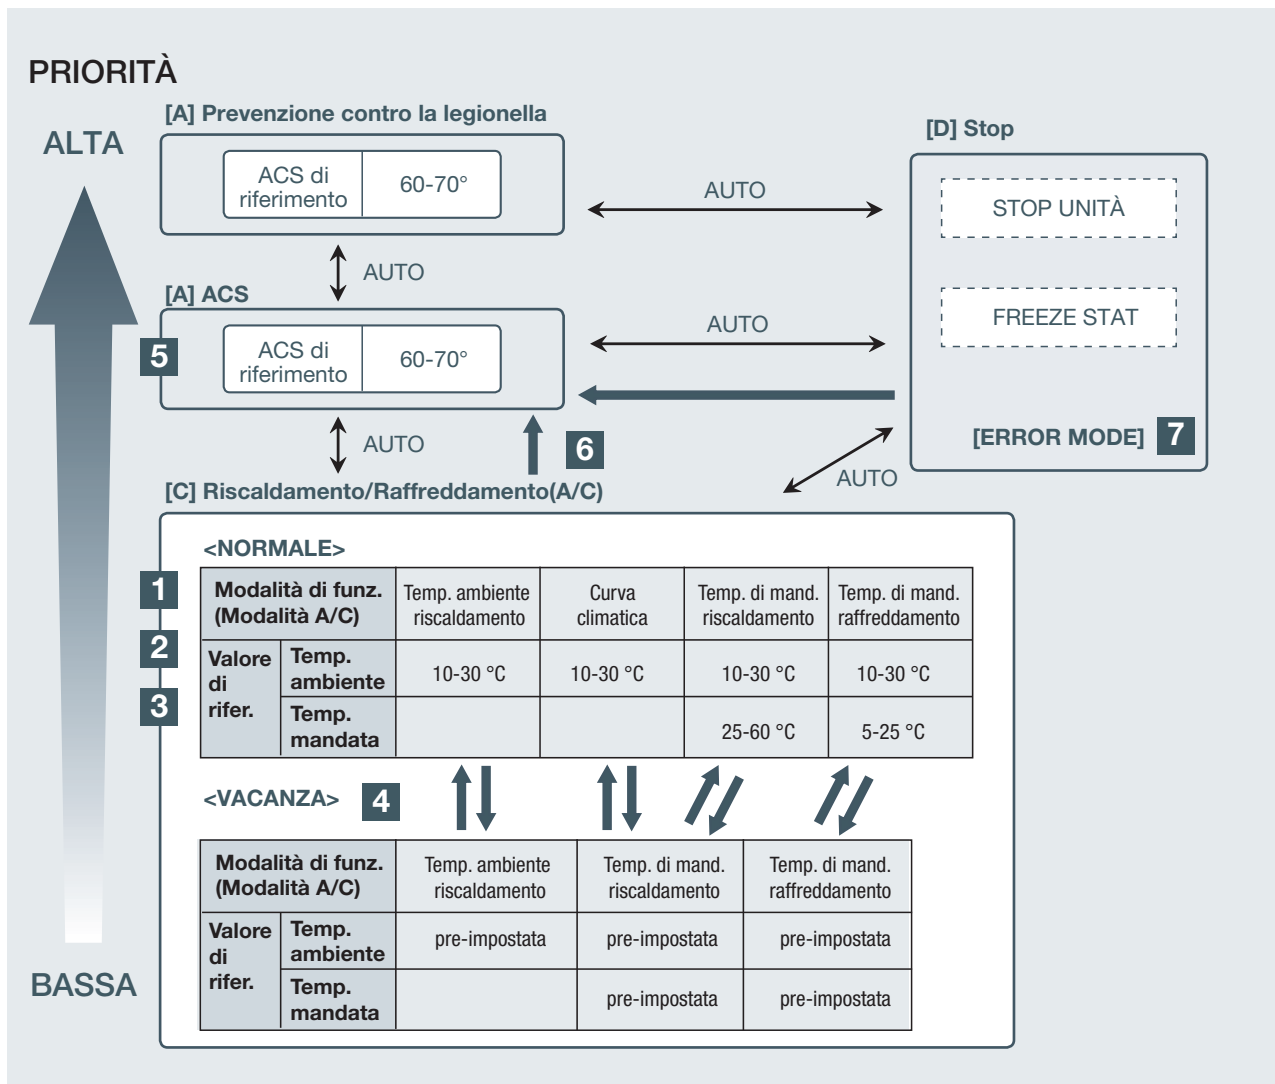 PRIORITÀ
ALTA
[A] Prevenzione contro la legionella
ACS di
riferimento
60-70°
AUTO
[D] Stop
STOP UNITÀ
FREEZE STAT
[ERROR MODE]
7
AUTO
[A] ACS
5
ACS di
riferimento
60-70°
AUTO
AUTO
6
AUTO
[C] Riscaldamento/Raffreddamento(A/C)
<NORMALE>
1
Modalità di funz.
(Modalità A/C)
Temp. ambiente
riscaldamento
Curva
climatica
Temp. di mand.
riscaldamento
Temp. di mand.
raffreddamento
2
Valore
di
rifer.
Temp.
ambiente
10-30 °C
10-30 °C
10-30 °C
10-30 °C
3
Temp.
mandata
25-60 °C
5-25 °C
<VACANZA>
4
Modalità di funz.
(Modalità A/C)
Temp. ambiente
riscaldamento
Temp. di mand.
riscaldamento
Temp. di mand.
raffreddamento
Valore
di
rifer.
Temp.
ambiente
pre-impostata
pre-impostata
pre-impostata
Temp.
mandata
pre-impostata
pre-impostata
BASSA